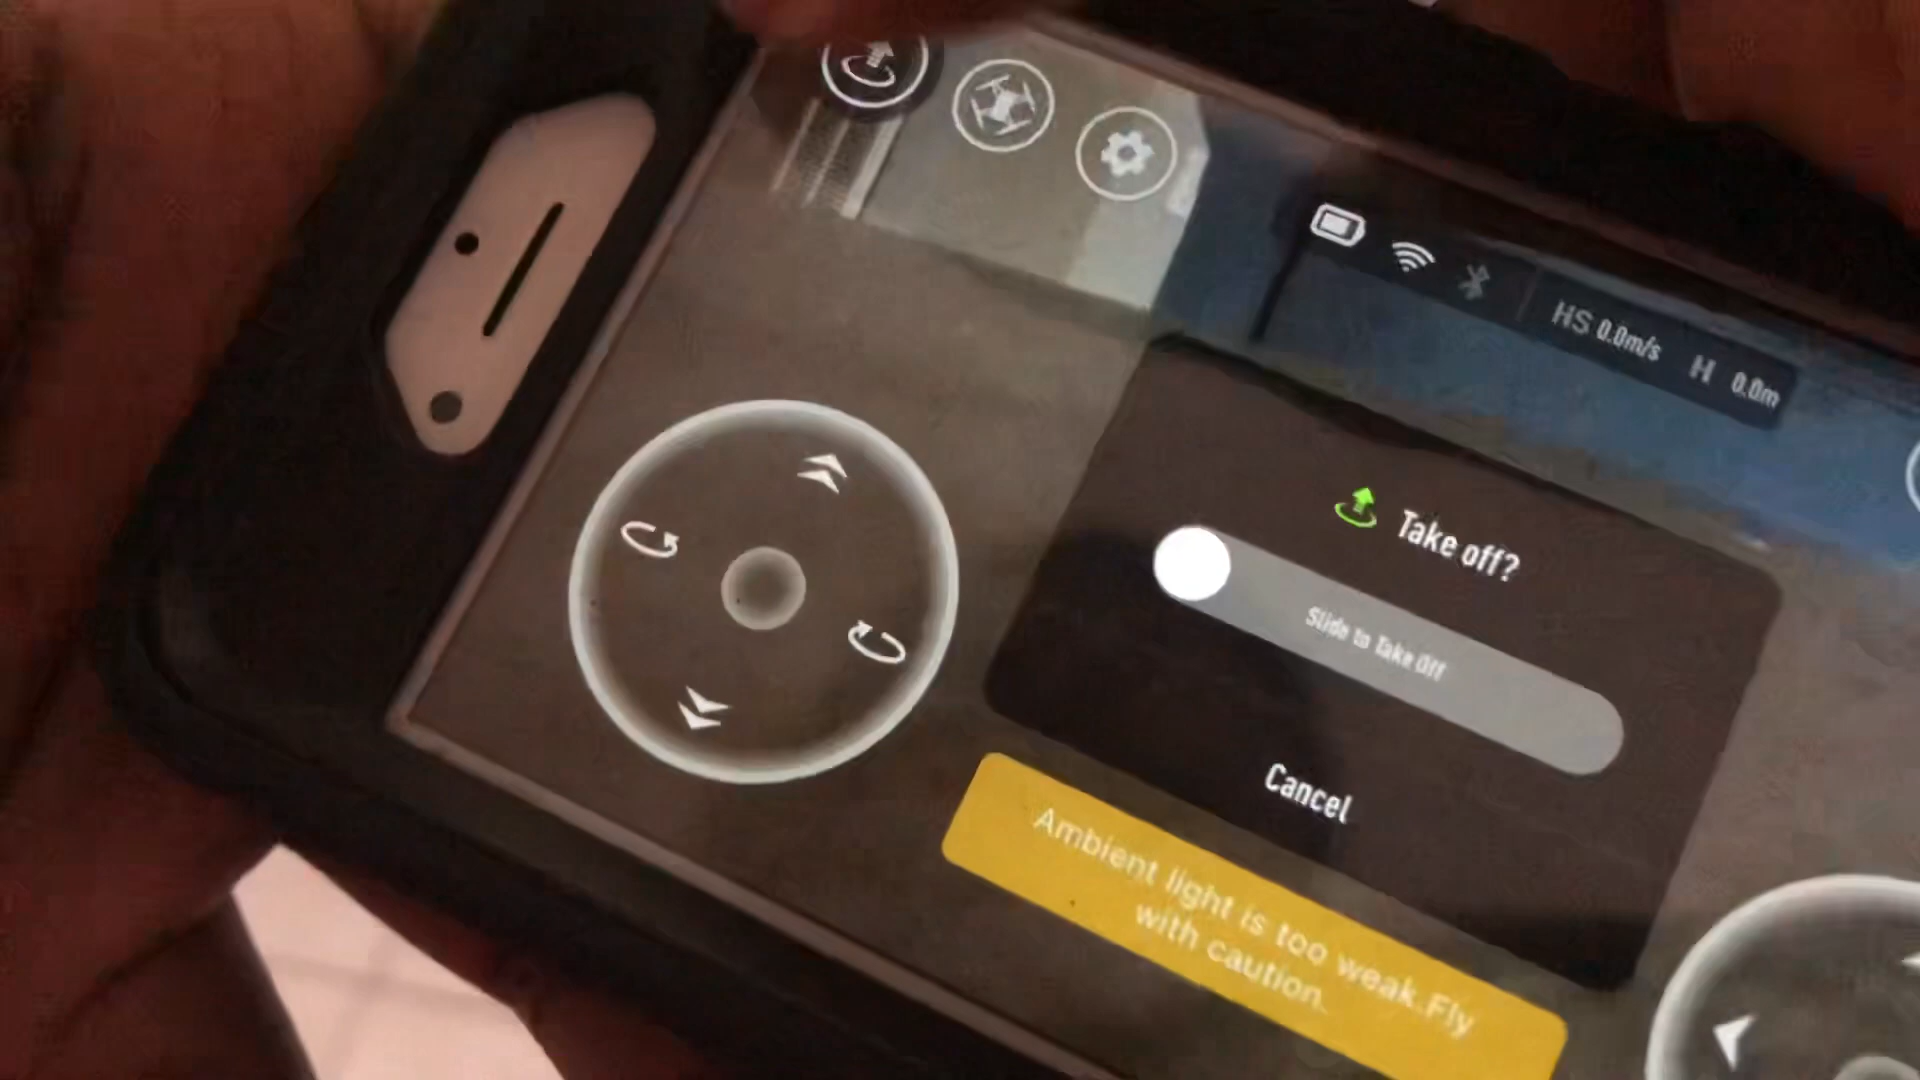 HS 0.0m/s H 0.0m
Take off?
Slide to Take Off
Cancel
Ambient light is too weak.Fly
with caution.